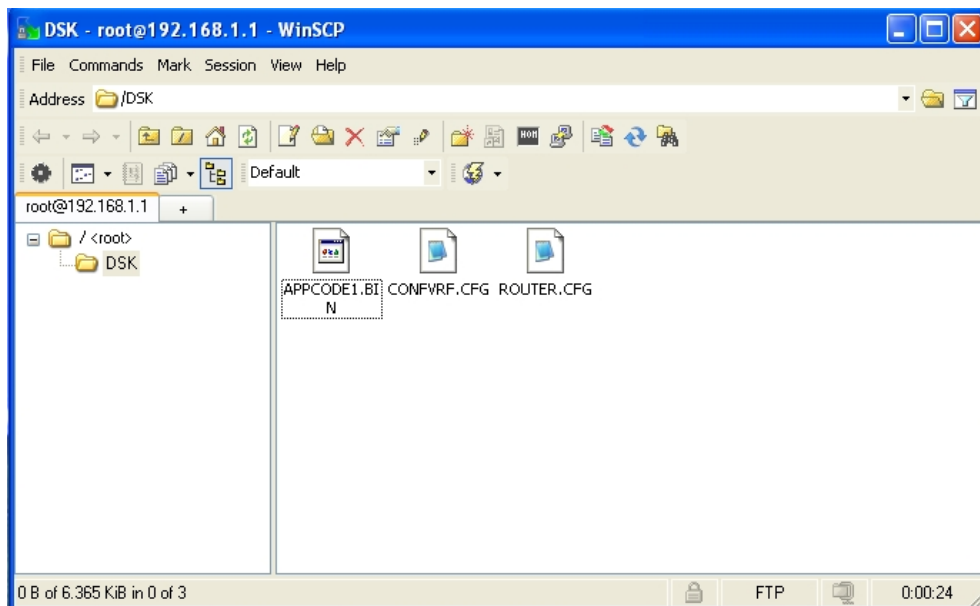 DSK - root@192.168.1.1 - WinSCP
File Commands Mark Session View Help
Address /DSK
Default
root@192.168.1.1 +
/ <root>
DSK
APPCODE1.BI
N
CONFVRF.CFG
ROUTER.CFG
0 B of 6.365 KiB in 0 of 3
FTP
0:00:24